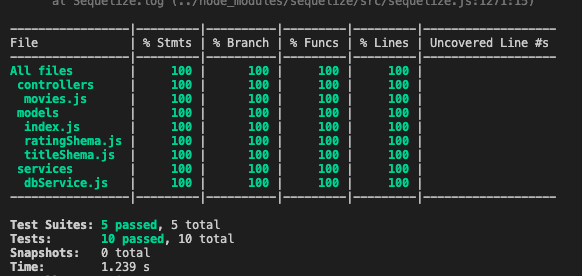 at Sequelize.log (../node_modules/sequelize/src/sequelize.js:1271:15)
File | % Stmts | % Branch | % Funcs | % Lines | Uncovered Line #s
All files | 100 | 100 | 100 | 100 |
controllers | 100 | 100 | 100 | 100 |
movies.js | 100 | 100 | 100 | 100 |
models | 100 | 100 | 100 | 100 |
index.js | 100 | 100 | 100 | 100 |
ratingShema.js | 100 | 100 | 100 | 100 |
titleShema.js | 100 | 100 | 100 | 100 |
services | 100 | 100 | 100 | 100 |
dbService.js | 100 | 100 | 100 | 100 |
Test Suites: 5 passed, 5 total
Tests: 10 passed, 10 total
Snapshots: 0 total
Time: 1.239 s